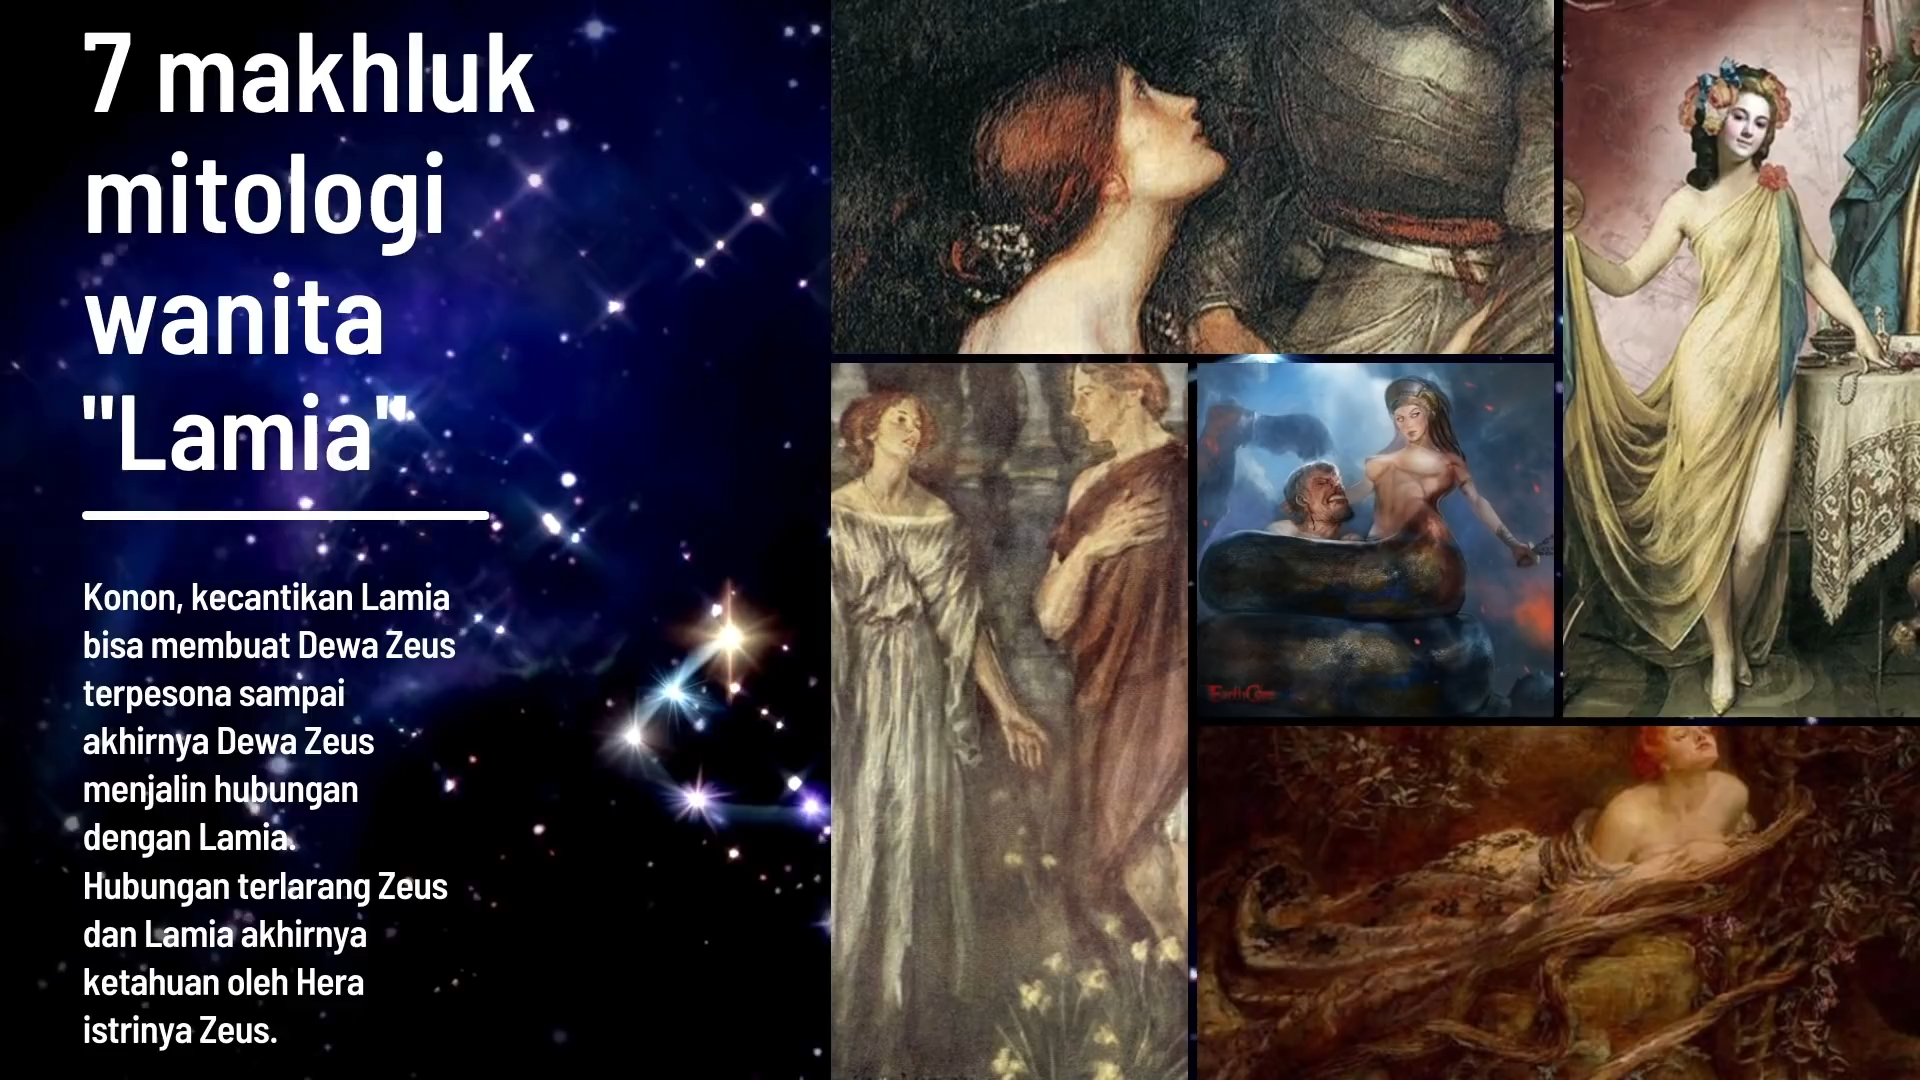 7 makhluk
mitologi
wanita
"Lamia"
Konon, kecantikan Lamia
bisa membuat Dewa Zeus
terpesona sampai
akhirnya Dewa Zeus
menjalin hubungan
dengan Lamia.
Hubungan terlarang Zeus
dan Lamia akhirnya
ketahuan oleh Hera
istrinya Zeus.